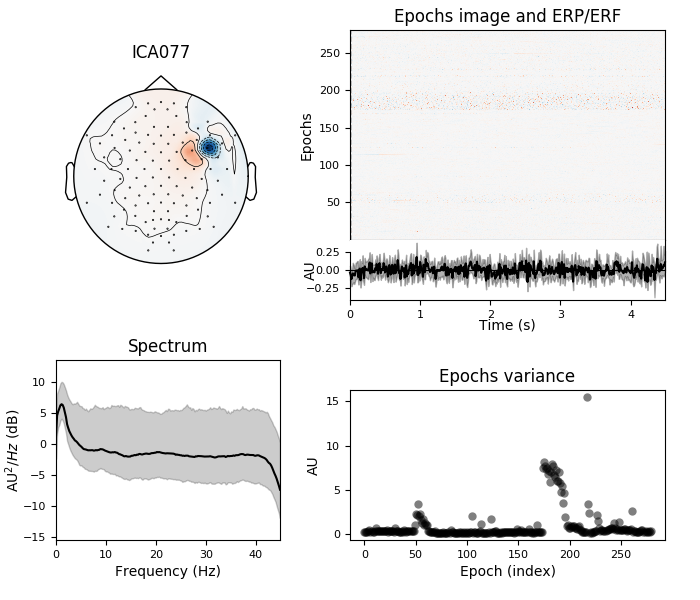 ICA077
Epochs image and ERP/ERF
Epochs
250
200
150
100
50
AU
0.25
0.00
−0.25
0 1 2 3 4
Time (s)
Spectrum
AU²/Hz (dB)
10
5
0
−5
−10
−15
0 10 20 30 40
Frequency (Hz)
Epochs variance
AU
15
10
5
0
0 50 100 150 200 250
Epoch (index)